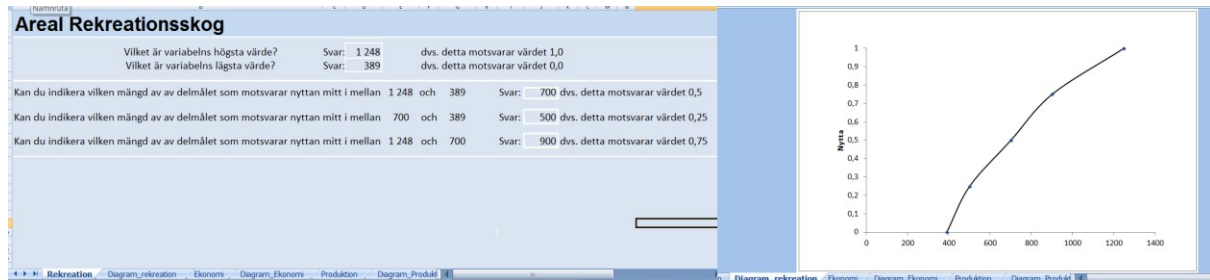 Namnruta
Areal Rekreationsskog
Vilket är variabelns högsta värde? Svar: 1 248 dvs. detta motsvarar värdet 1,0
Vilket är variabelns lägsta värde? Svar: 389 dvs. detta motsvarar värdet 0,0
Kan du indikera vilken mängd av av delmålet som motsvarar nyttan mitt i mellan 1 248 och 389 Svar: 700 dvs. detta motsvarar värdet 0,5
Kan du indikera vilken mängd av av delmålet som motsvarar nyttan mitt i mellan 700 och 389 Svar: 500 dvs. detta motsvarar värdet 0,25
Kan du indikera vilken mängd av av delmålet som motsvarar nyttan mitt i mellan 1 248 och 700 Svar: 900 dvs. detta motsvarar värdet 0,75
Rekreation Diagram_rekreation Ekonomi Diagram_Ekonomi Produktion Diagram_Produkti
Nytta
1
0,9
0,8
0,7
0,6
0,5
0,4
0,3
0,2
0,1
0
0 200 400 600 800 1000 1200 1400
Diagram_rekreation Ekonomi Diagram_Ekonomi Produktion Diagram_Produkti